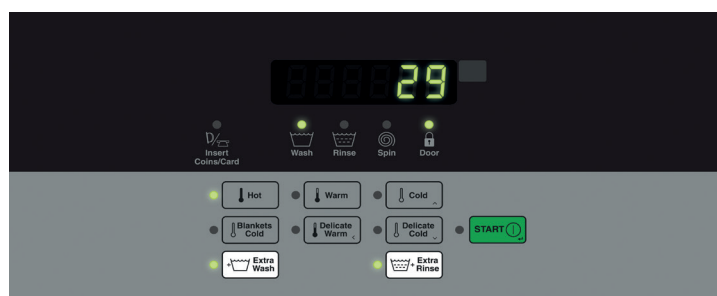 29
Insert
Coins/Card
Wash
Rinse
Spin
Door
Hot
Warm
Cold
Blankets
Cold
Delicate
Warm
Delicate
Cold
START
+ Extra
Wash
+ Extra
Rinse